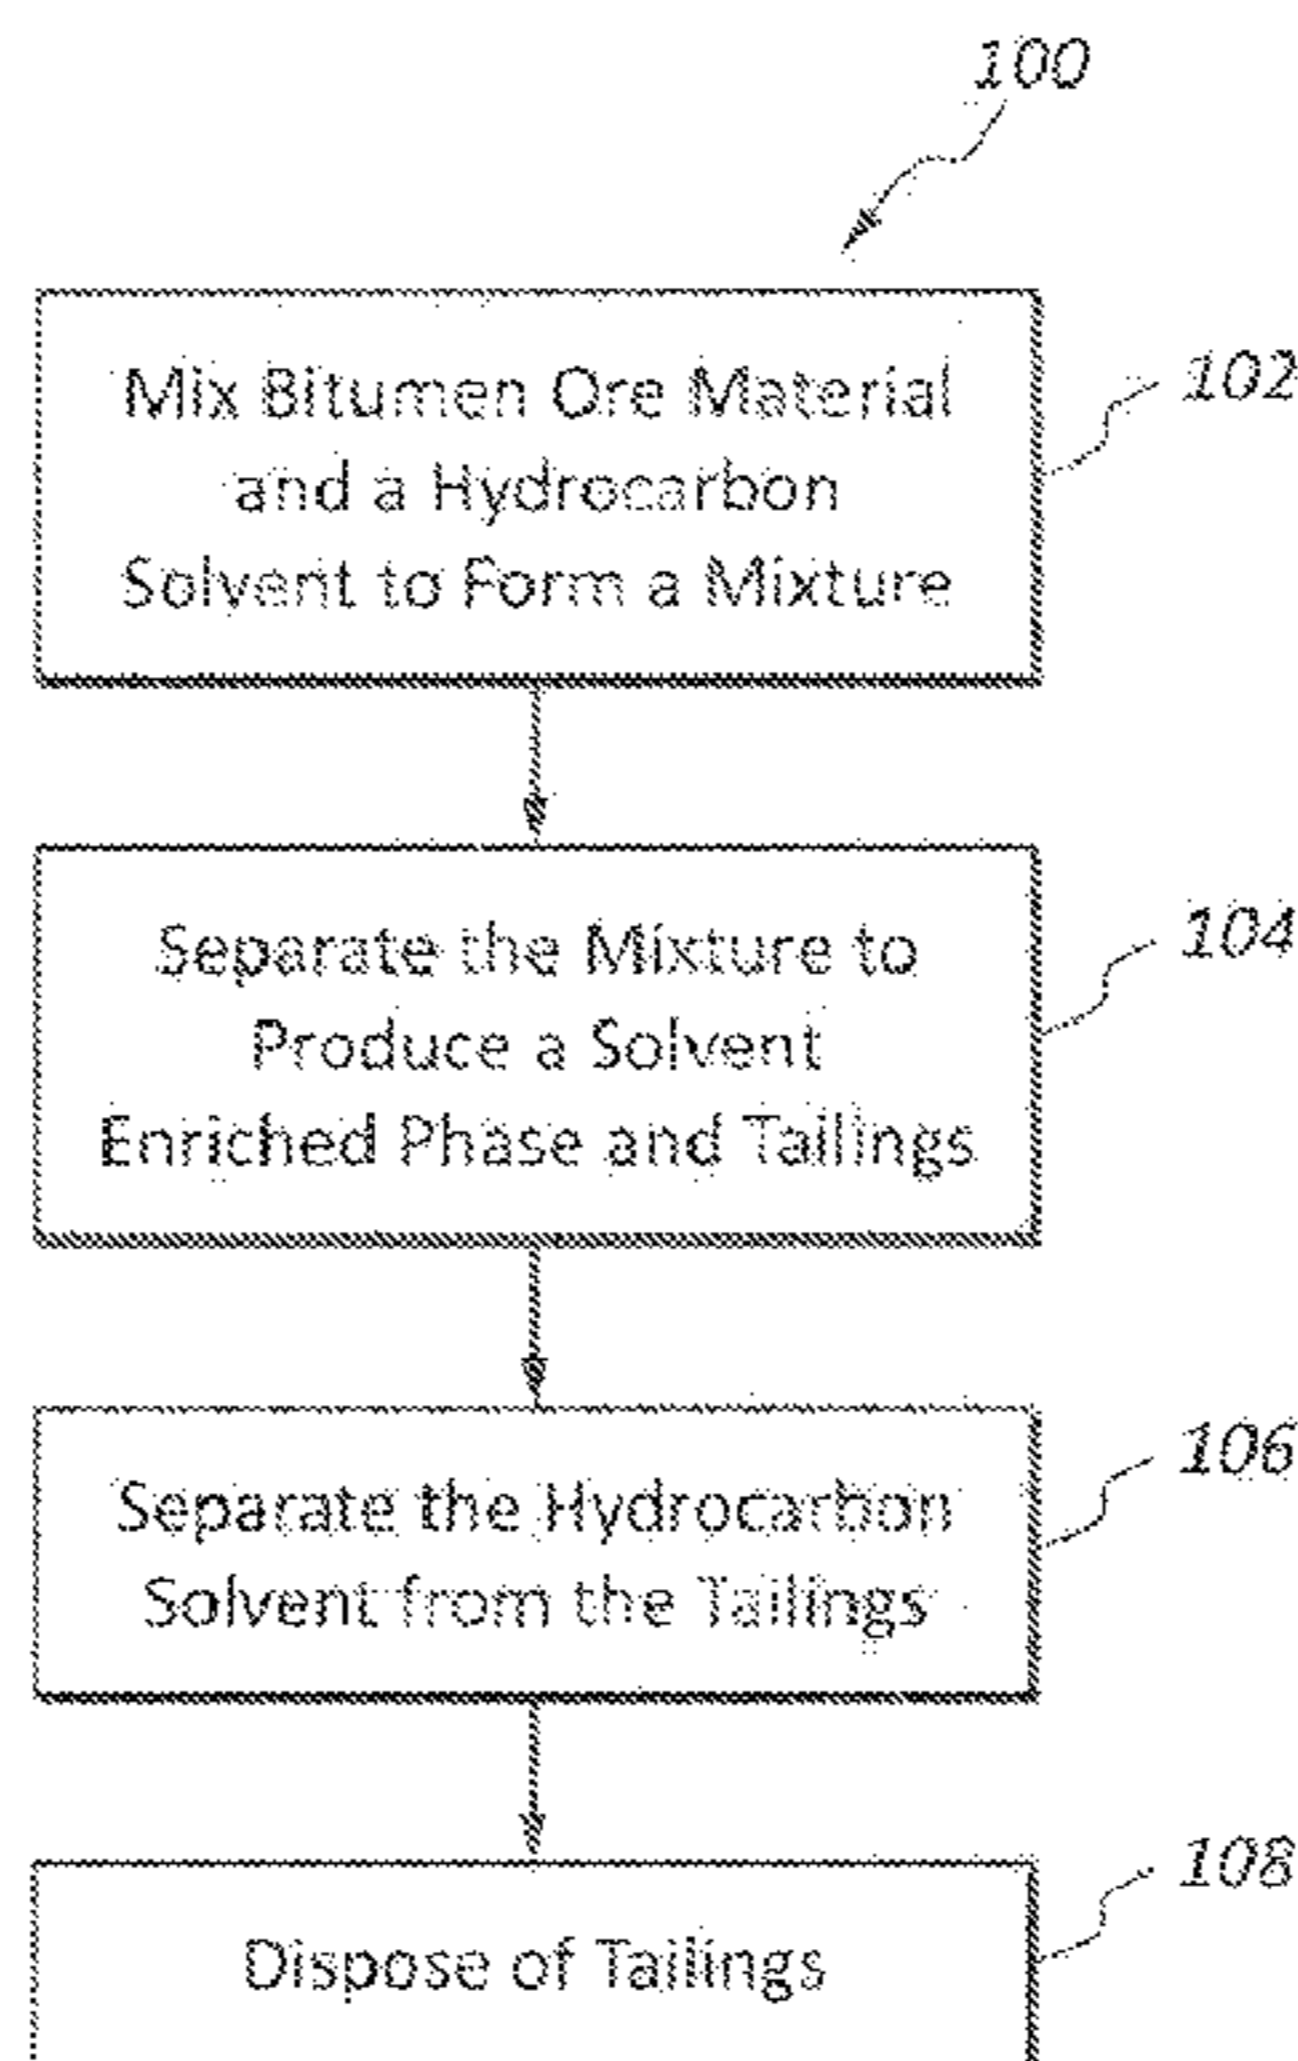 100
Mix Bitumen Ore Material
and a Hydrocarbon
Solvent to Form a Mixture
102
Separate the Mixture to
Produce a Solvent
Enriched Phase and Tailings
104
Separate the Hydrocarbon
Solvent from the Tailings
106
Dispose of Tailings
108